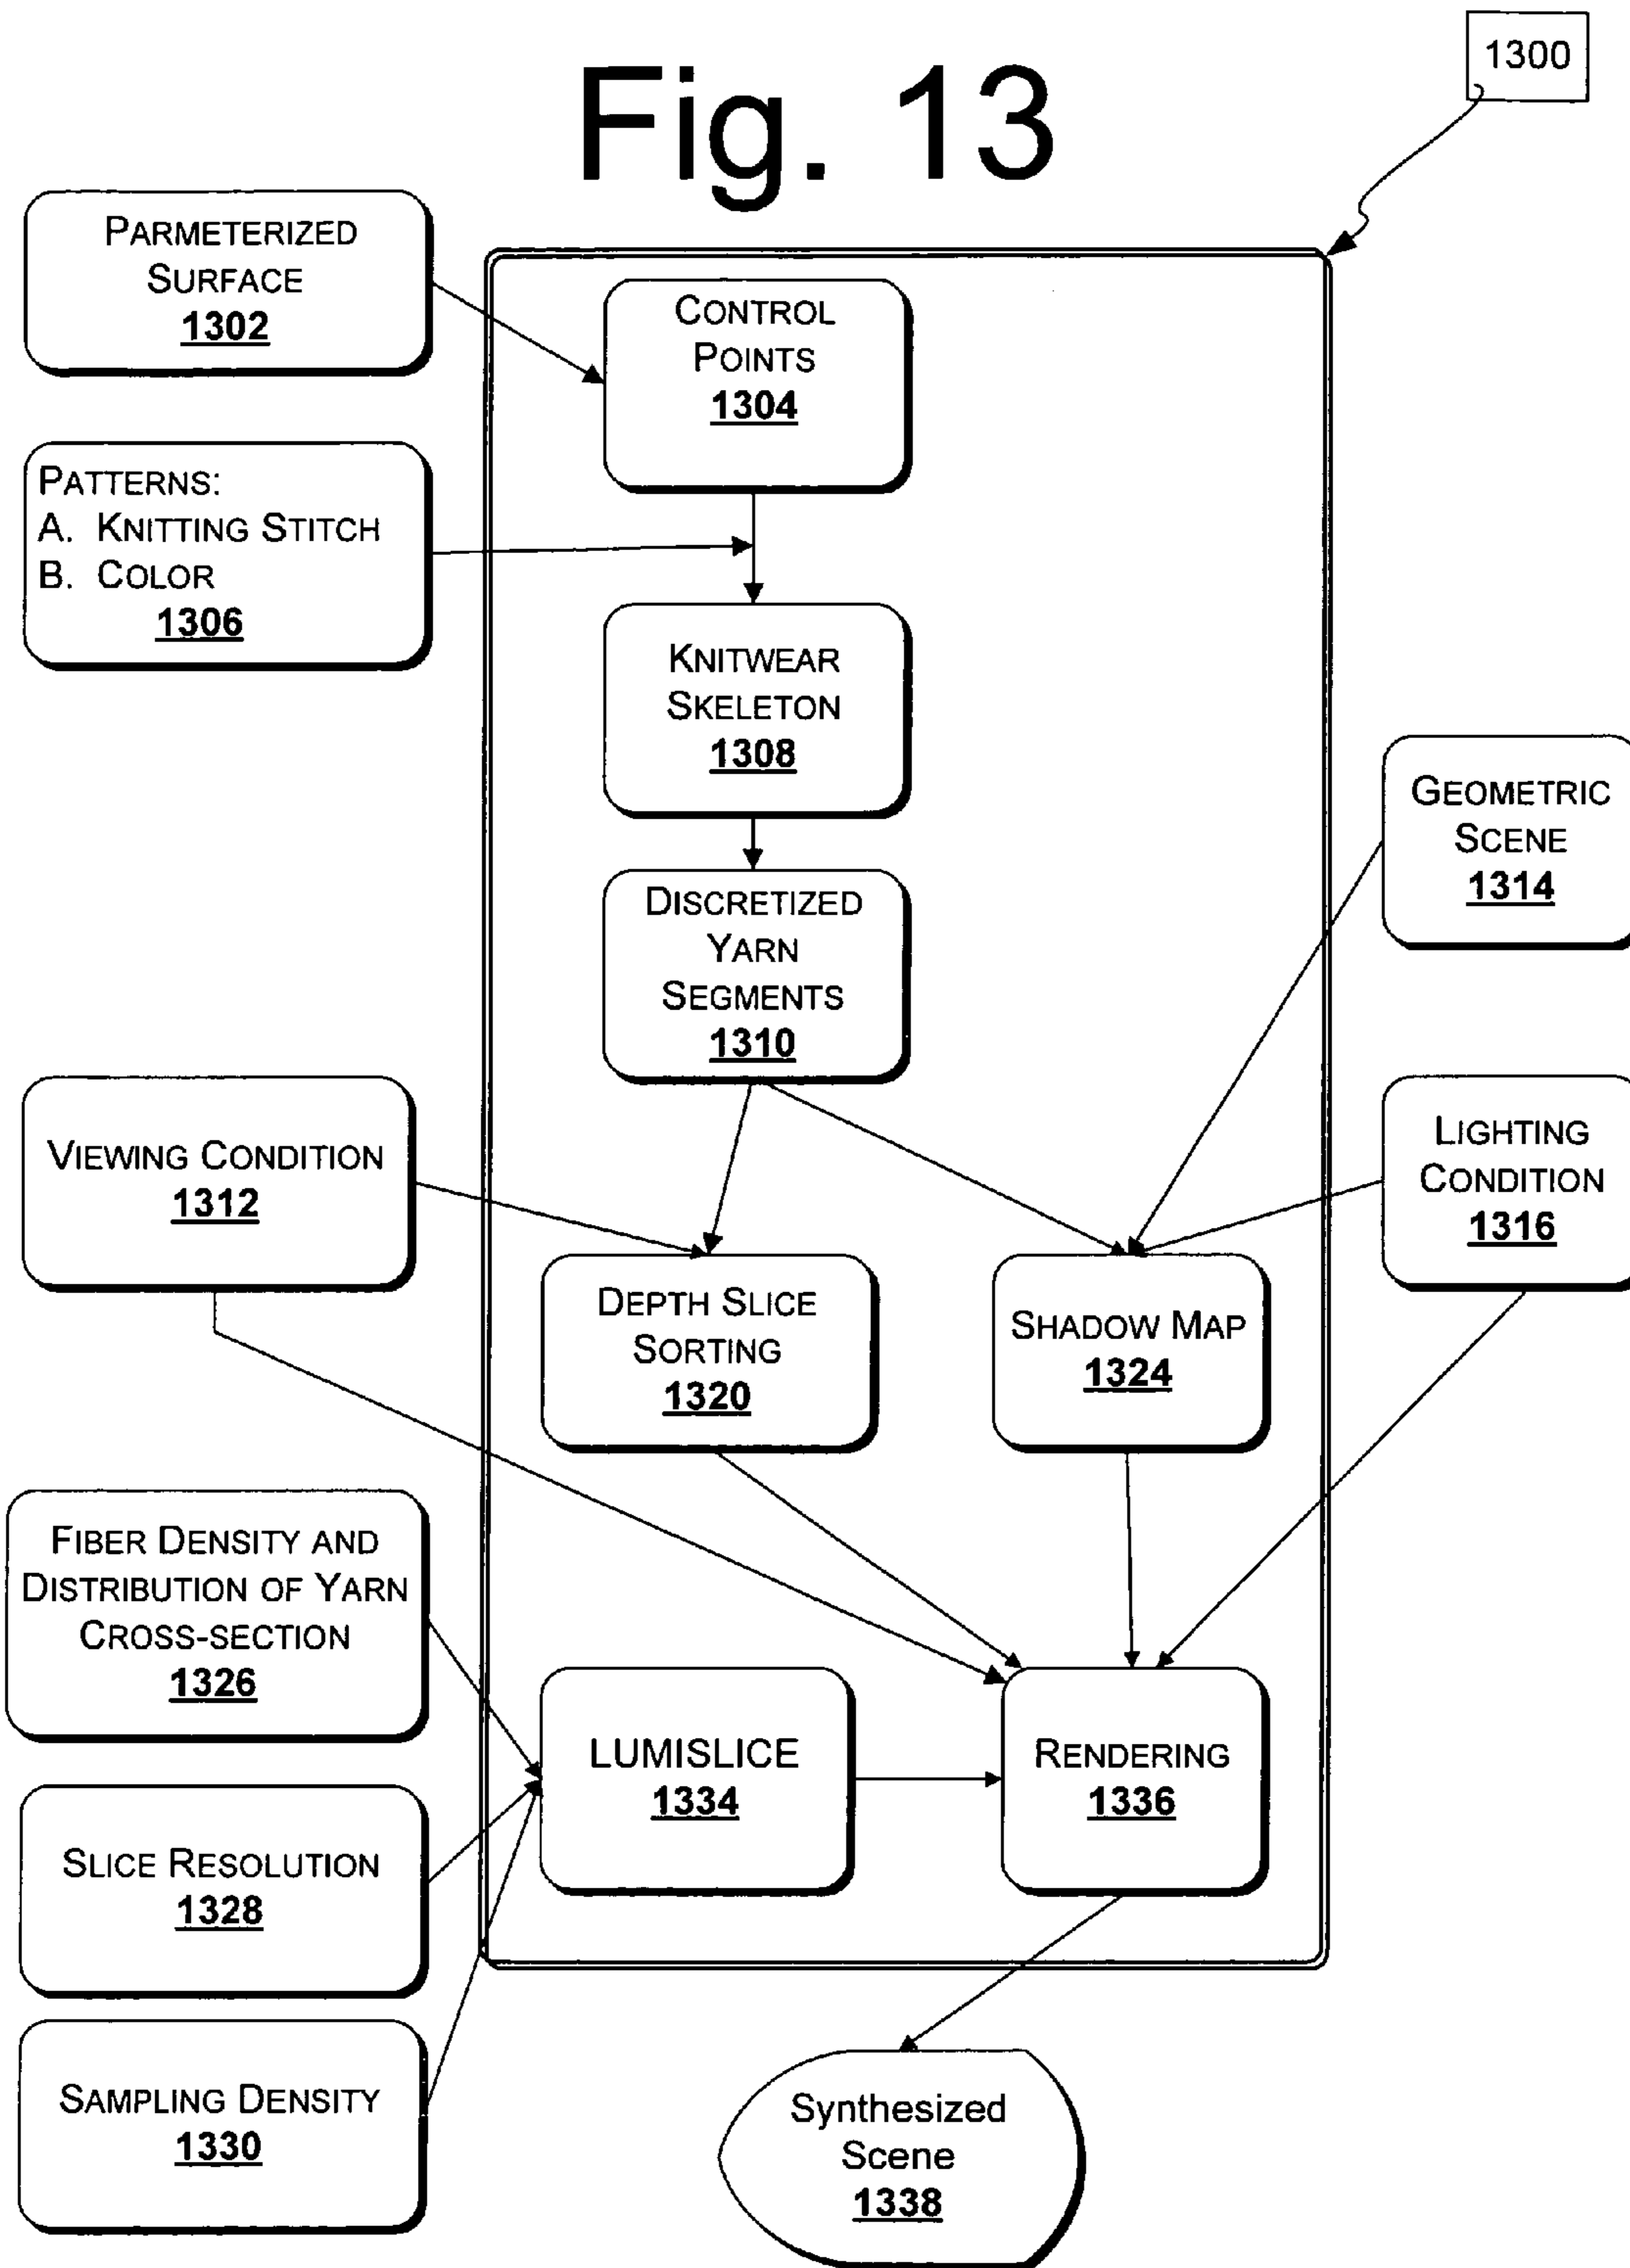 Fig. 13
1300
PARMETERIZED
SURFACE
1302
CONTROL
POINTS
1304
PATTERNS:
A. KNITTING STITCH
B. COLOR
1306
KNITWEAR
SKELETON
1308
GEOMETRIC
SCENE
1314
DISCRETIZED
YARN
SEGMENTS
1310
VIEWING CONDITION
1312
LIGHTING
CONDITION
1316
DEPTH SLICE
SORTING
1320
SHADOW MAP
1324
FIBER DENSITY AND
DISTRIBUTION OF YARN
CROSS-SECTION
1326
LUMISLICE
1334
RENDERING
1336
SLICE RESOLUTION
1328
SAMPLING DENSITY
1330
Synthesized
Scene
1338